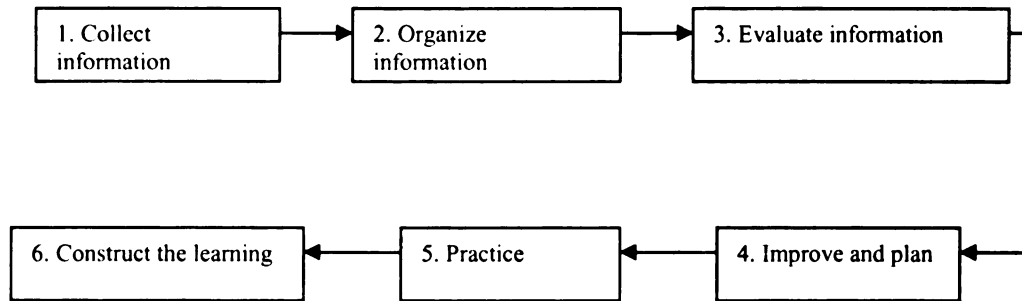 1. Collect
information
2. Organize
information
3. Evaluate information
4. Improve and plan
5. Practice
6. Construct the learning